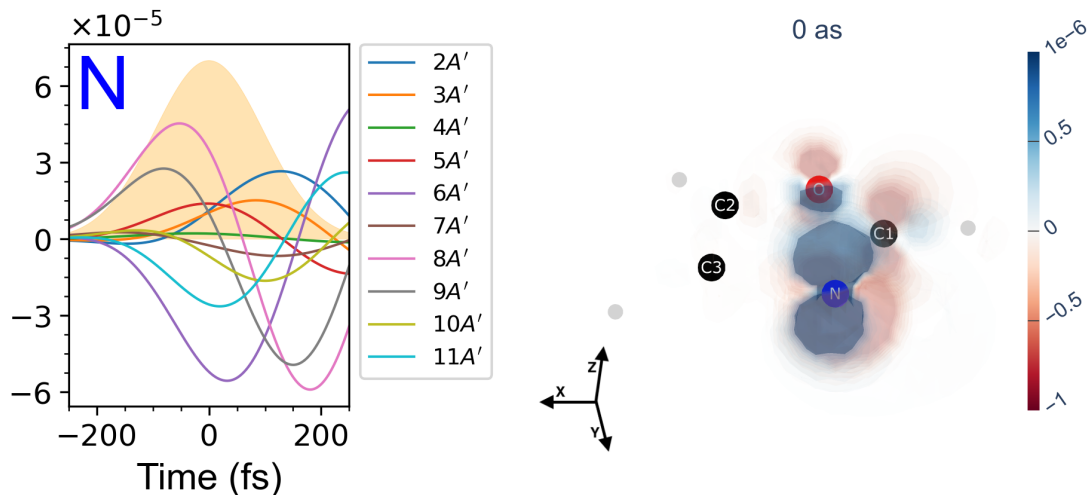 ×10⁻⁵
N
6
3
0
−3
−6
−200
0
200
Time (fs)
2A′
3A′
4A′
5A′
6A′
7A′
8A′
9A′
10A′
11A′
0 as
O
C2
C1
C3
N
X
Z
Y
1e−6
0.5
0
−0.5
−1